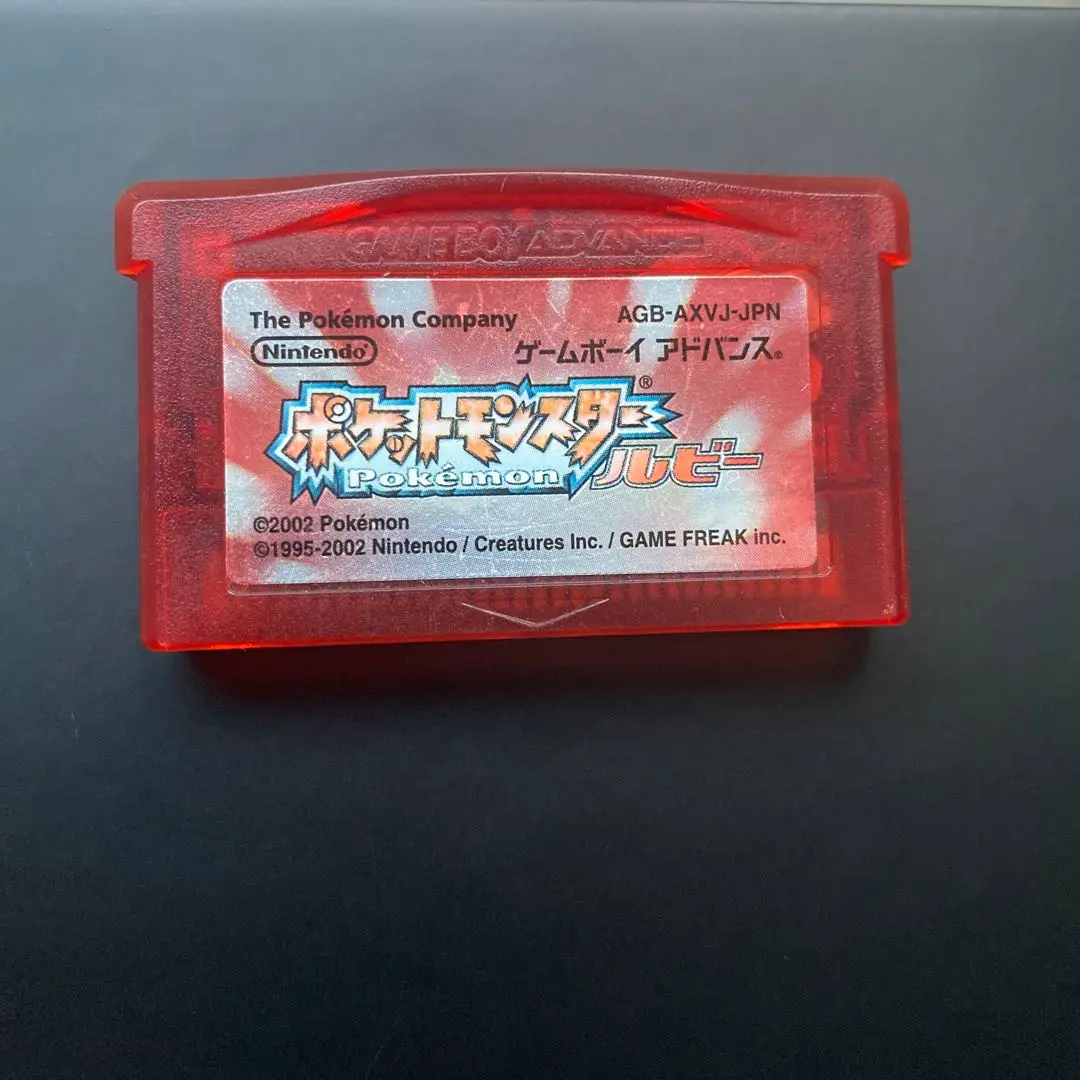 GAME BOY ADVANCE
The Pokémon Company
AGB-AXVJ-JPN
Nintendo®
ゲームボーイ アドバンス®
ポケットモンスター®
Pokémon
ルビー
©2002 Pokémon
©1995-2002 Nintendo / Creatures Inc. / GAME FREAK inc.